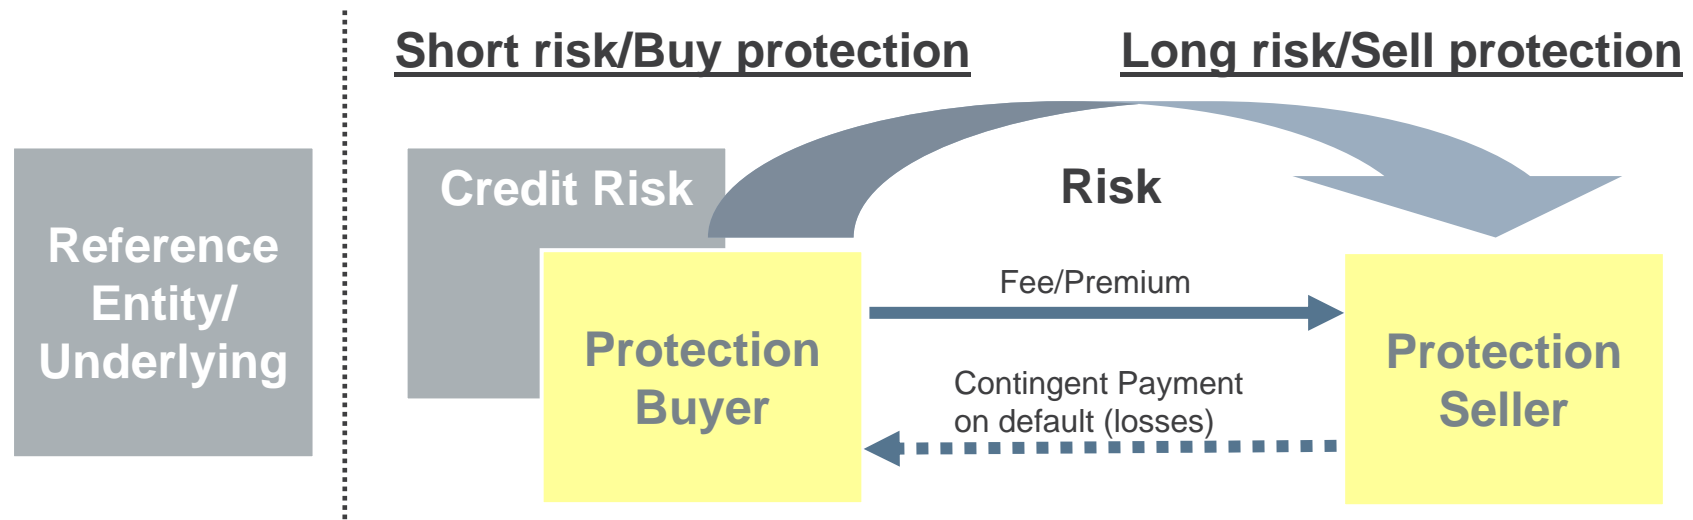 Short risk/Buy protection
Long risk/Sell protection
Reference
Entity/
Underlying
Credit Risk
Risk
Protection
Buyer
Fee/Premium
Contingent Payment
on default (losses)
Protection
Seller